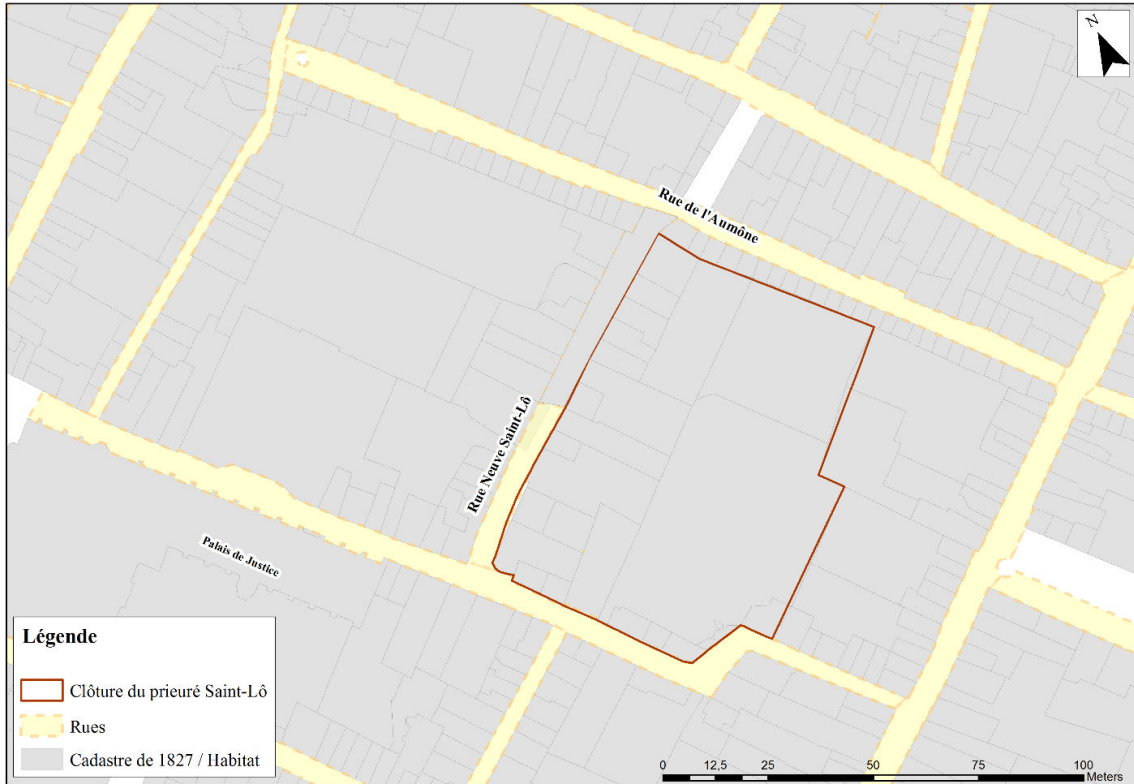 N
Rue de l'Aumône
Rue Neuve Saint-Lô
Palais de Justice
Légende
Clôture du prieuré Saint-Lô
Rues
Cadastre de 1827 / Habitat
0 12,5 25 50 75 100
Meters